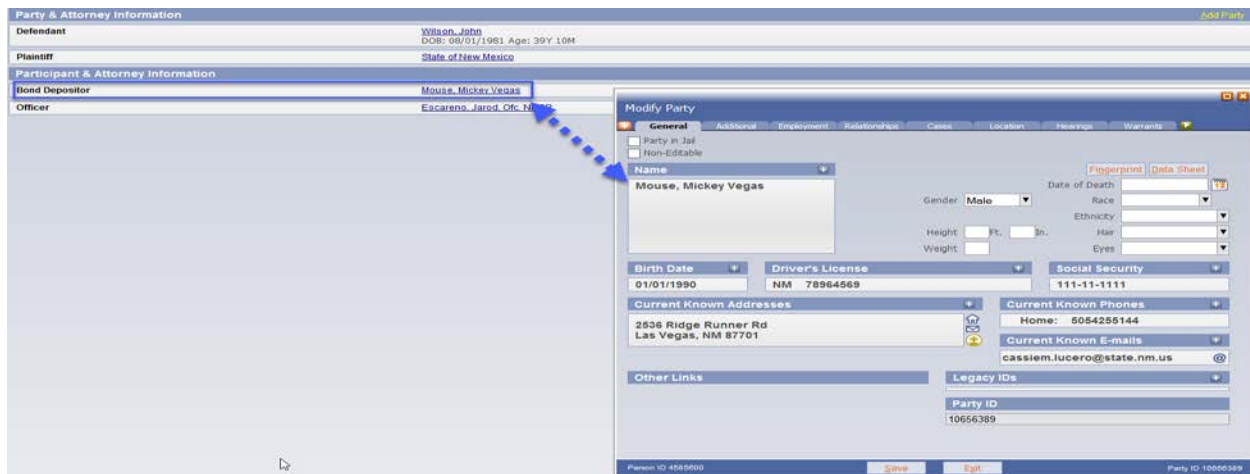 Party & Attorney Information Add Party
Defendant Wilson, John
DOB: 08/01/1981 Age: 39Y 10M
Plaintiff State of New Mexico
Participant & Attorney Information
Bond Depositor Mouse, Mickey Vegas
Officer Escareno, Jarod, Ofc,
Modify Party
General Additional Employment Relationships Cases Location Hearings Warrants
Party in Jail
Non-Editable
Name Fingerprint Data Sheet
Mouse, Mickey Vegas Date of Death
Gender Male Race
Ethnicity
Height Ft. In. Hair
Weight Eyes
Birth Date Driver's License Social Security
01/01/1990 NM 78964569 111-11-1111
Current Known Addresses Current Known Phones
2536 Ridge Runner Rd Home: 5054255144
Las Vegas, NM 87701
Current Known E-mails
cassiem.lucero@state.nm.us @
Other Links Legacy IDs
Party ID
10656389
Person ID 4585600 Save Exit Party ID 10656389